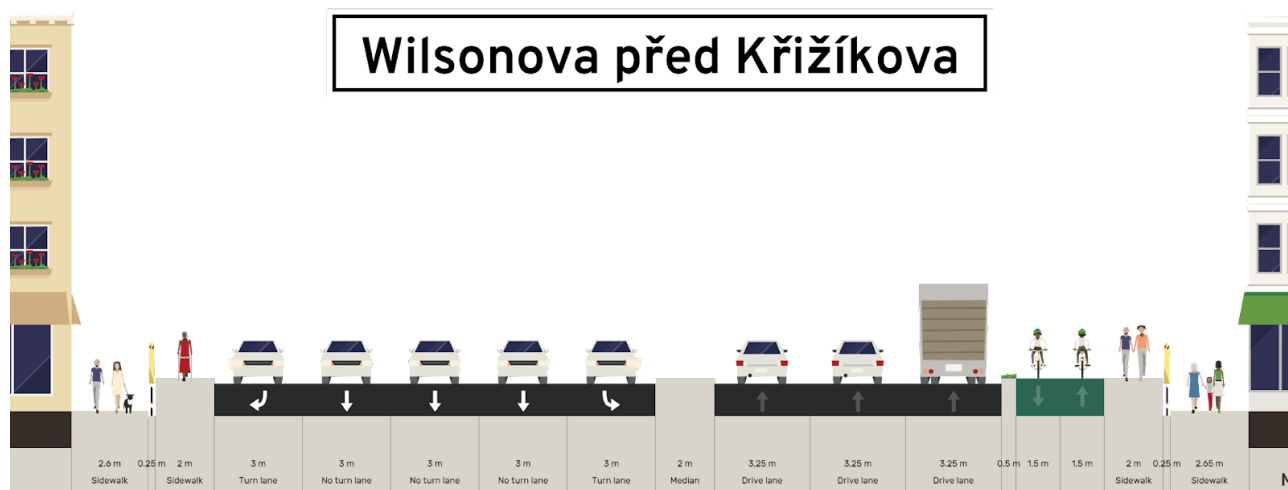 Wilsonova před Křižíkova
2.6 m 0.25 m 2 m 3 m 3 m 3 m 3 m 3 m 2 m 3.25 m 3.25 m 3.25 m 0.5 m 1.5 m 1.5 m 2 m 0.25 m 2.65 m
Sidewalk Sidewalk Turn lane No turn lane No turn lane No turn lane Turn lane Median Drive lane Drive lane Drive lane Sidewalk Sidewalk